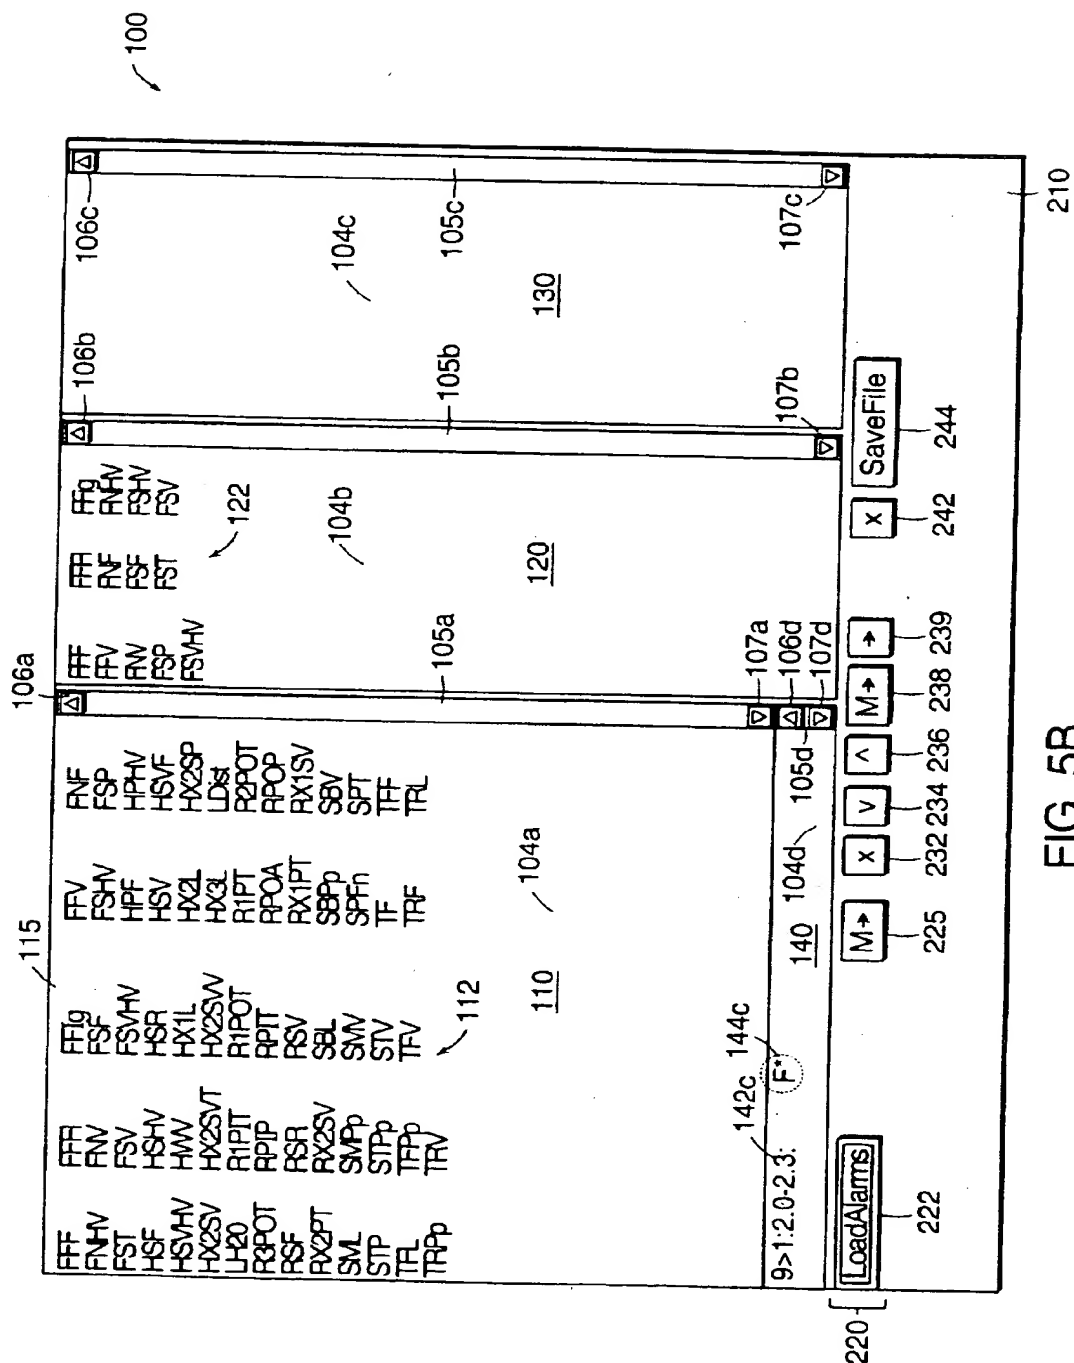 100
115
106a
106b
106c
FFF FFR FFIg FFV FNF
FNHV FNV FSF FSHV FSP
FST FSV FSVHV HPF HPHV
HSF HSHV HSR HSV HSVF
HSVHV HWV HX1L HX2L HX2SP
HX2SV HX2SVT HX2SVV HX3L LDist
LH20 R1PIT R1POT R1PT R2POT
R3POT RPIP RPIT RPOA RPOP
RSF RSR RSV RX1PT RX1SV
RX2PT RX2SV SBL SBPp SBV
SML SMPp SMV SPFn SPT
STP STPp STV TF TFF
TFL TFPp TFV TRF TRL
TRPp TRV
112
104a
110
105a
FFF FFR FFIg
FFV FNF FNHV
FNV FSF FSHV
FSP FST FSV
FSVHV
122
104b
105b
120
104c
105c
130
142c
144c
107a
106d
107d
107b
107c
9>1:2.0-2.3: F*
140
104d
105d
220
LoadAlarms M→ x v ^ M→ → x SaveFile
222 225 232 234 236 238 239 242 244
210
FIG. 5B